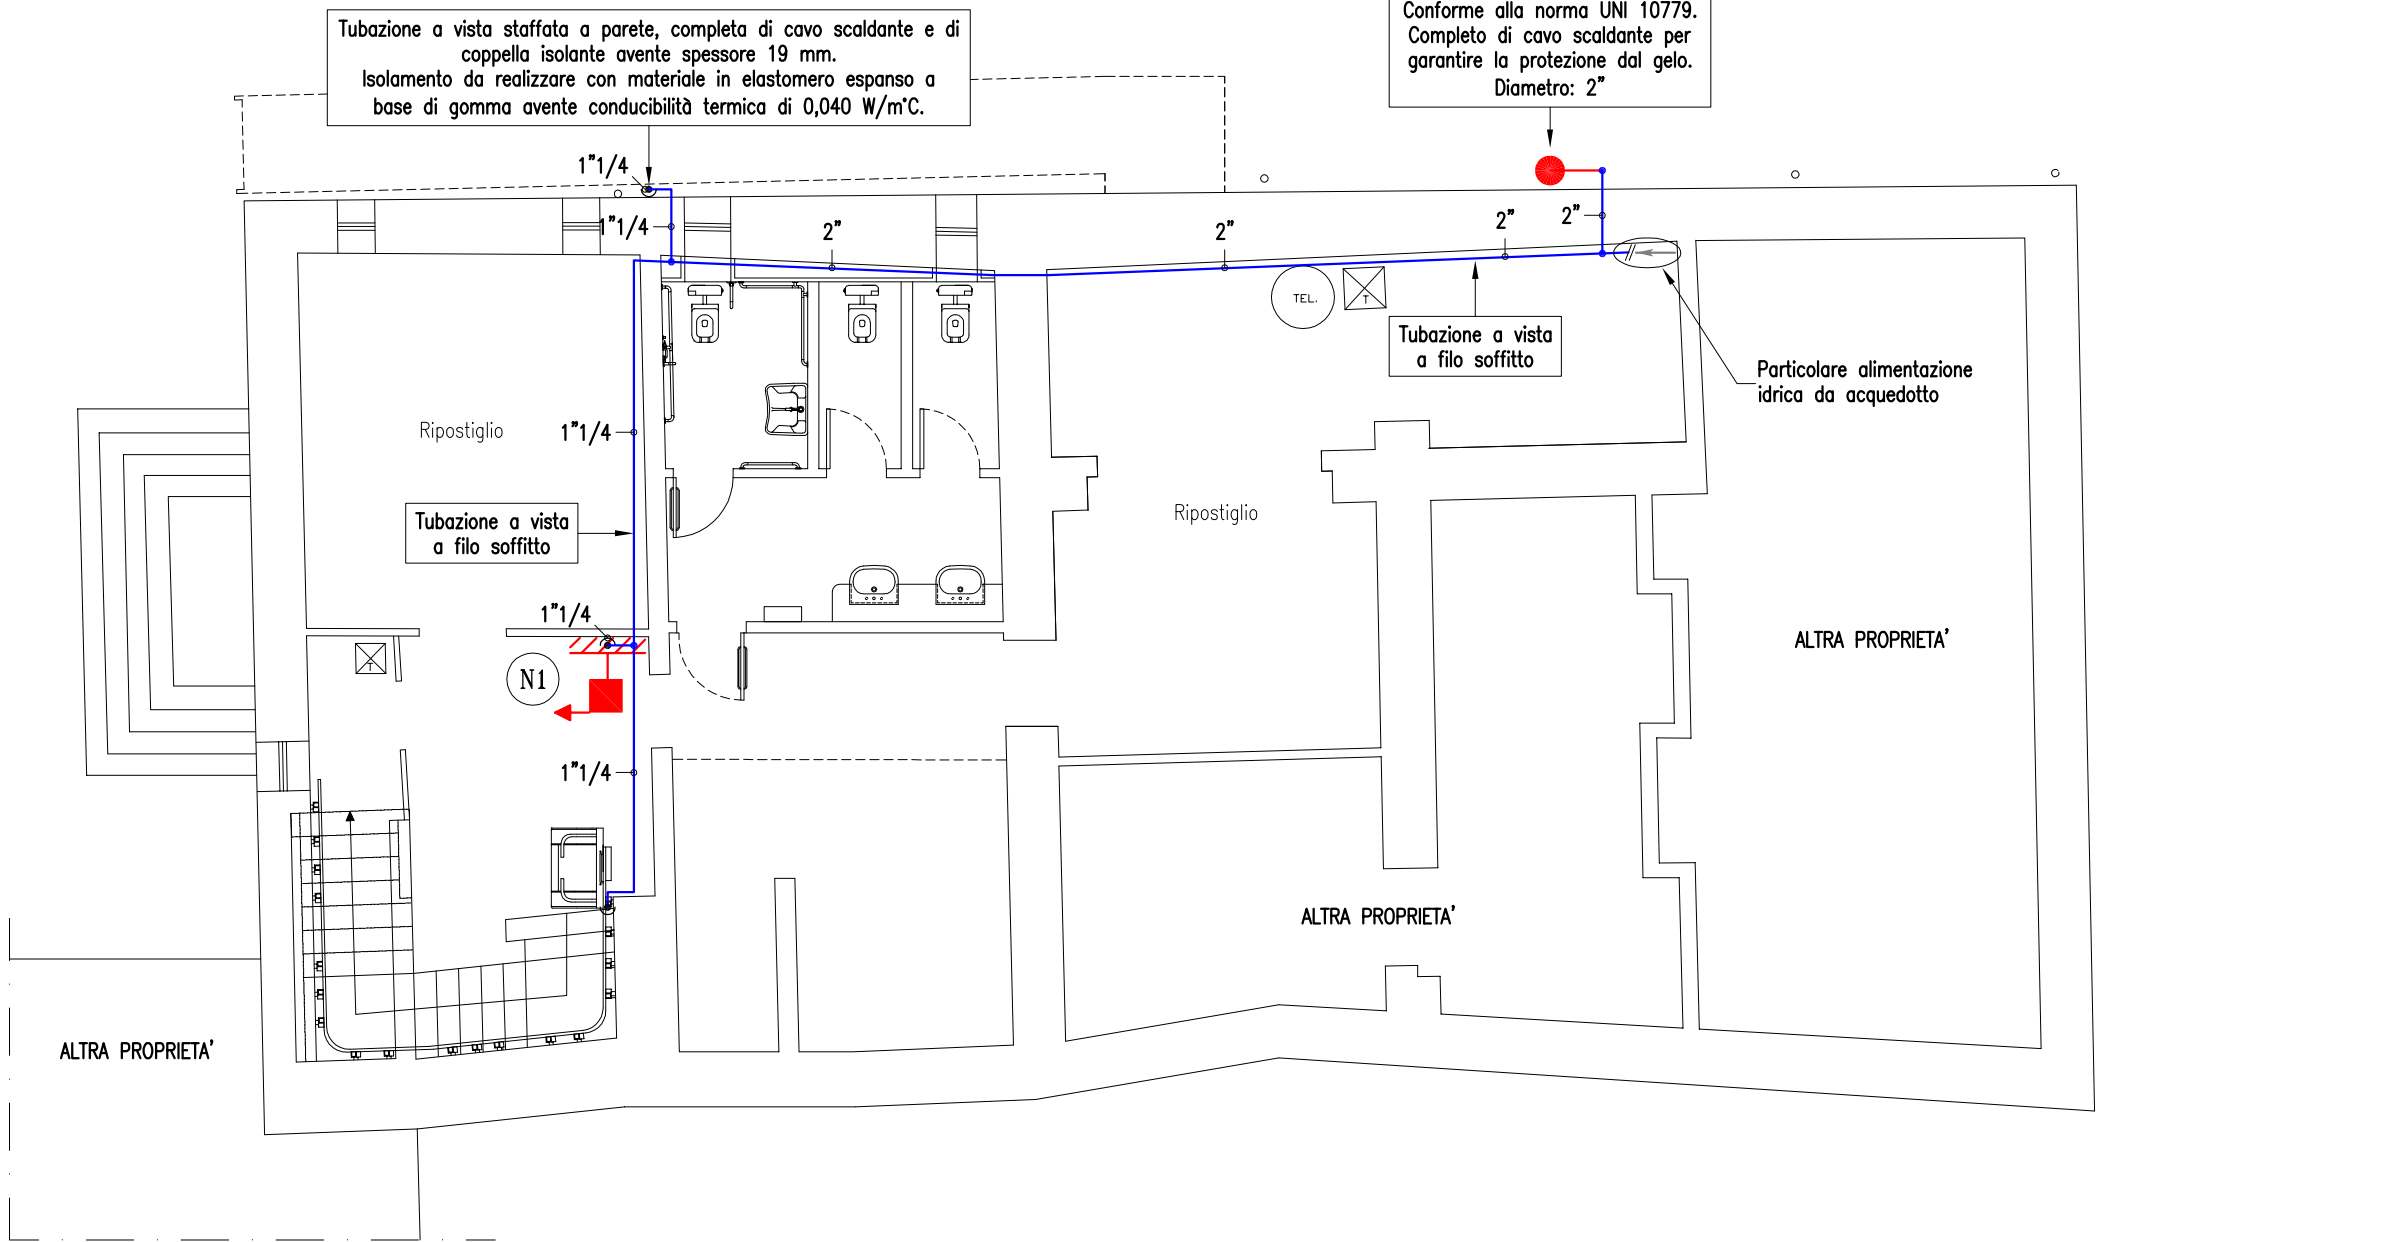 Tubazione a vista staffata a parete, completa di cavo scaldante e di
coppella isolante avente spessore 19 mm.
Isolamento da realizzare con materiale in elastomero espanso a
base di gomma avente conducibilità termica di 0,040 W/m°C.
Conforme alla norma UNI 10779.
Completo di cavo scaldante per
garantire la protezione dal gelo.
Diametro: 2”
1”1/4
1”1/4
2”
2”
2”
2”
TEL.
T
Tubazione a vista
a filo soffitto
Particolare alimentazione
idrica da acquedotto
Ripostiglio
1”1/4
Tubazione a vista
a filo soffitto
Ripostiglio
1”1/4
T
N1
ALTRA PROPRIETA’
1”1/4
ALTRA PROPRIETA’
ALTRA PROPRIETA’